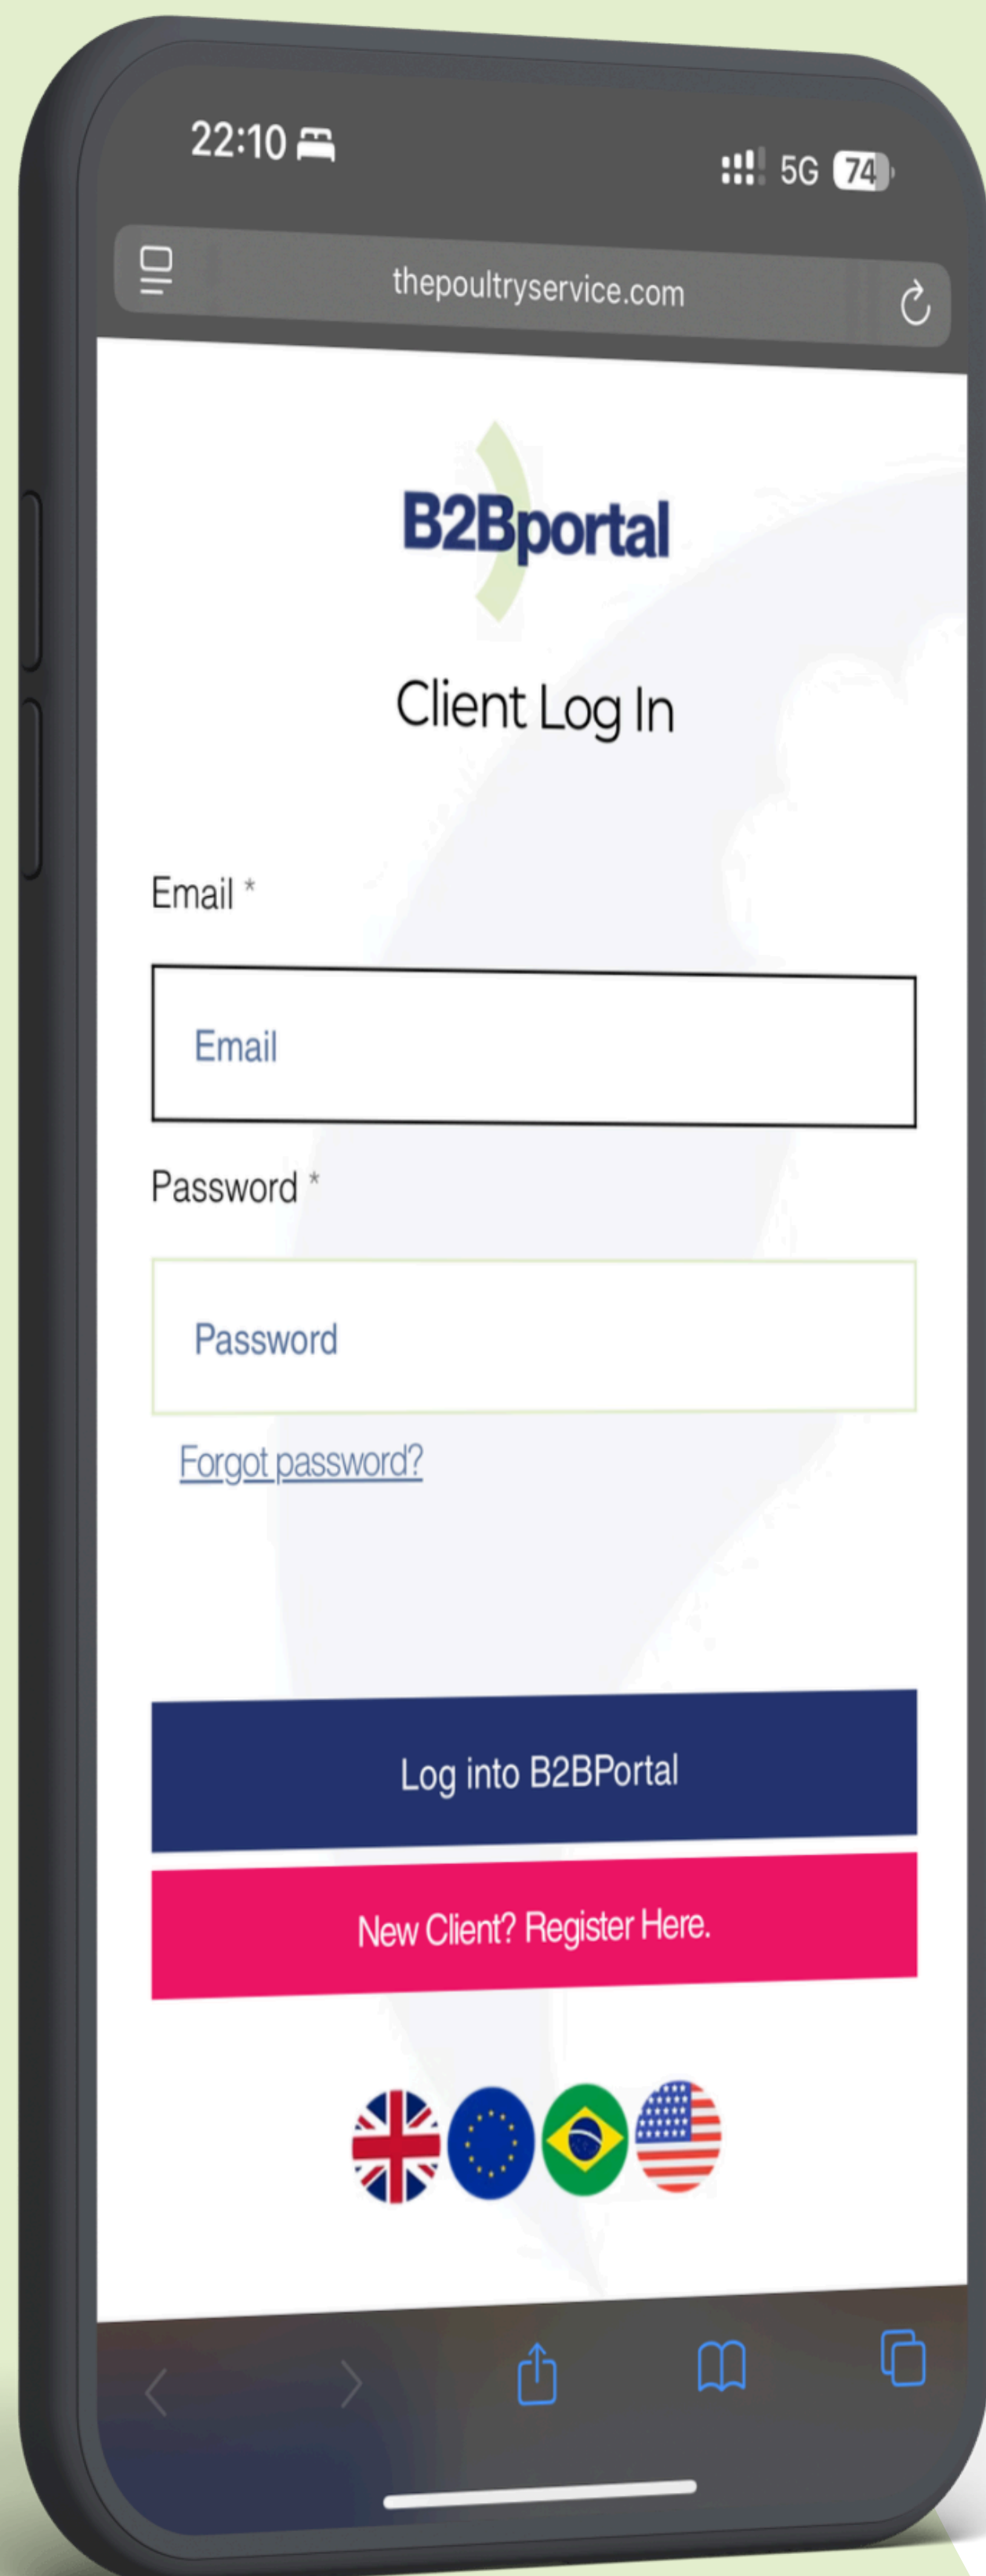 22:10
5G 74
thepoultryservice.com
B2Bportal
Client Log In
Email *
Email
Password *
Password
Forgot password?
Log into B2BPortal
New Client? Register Here.